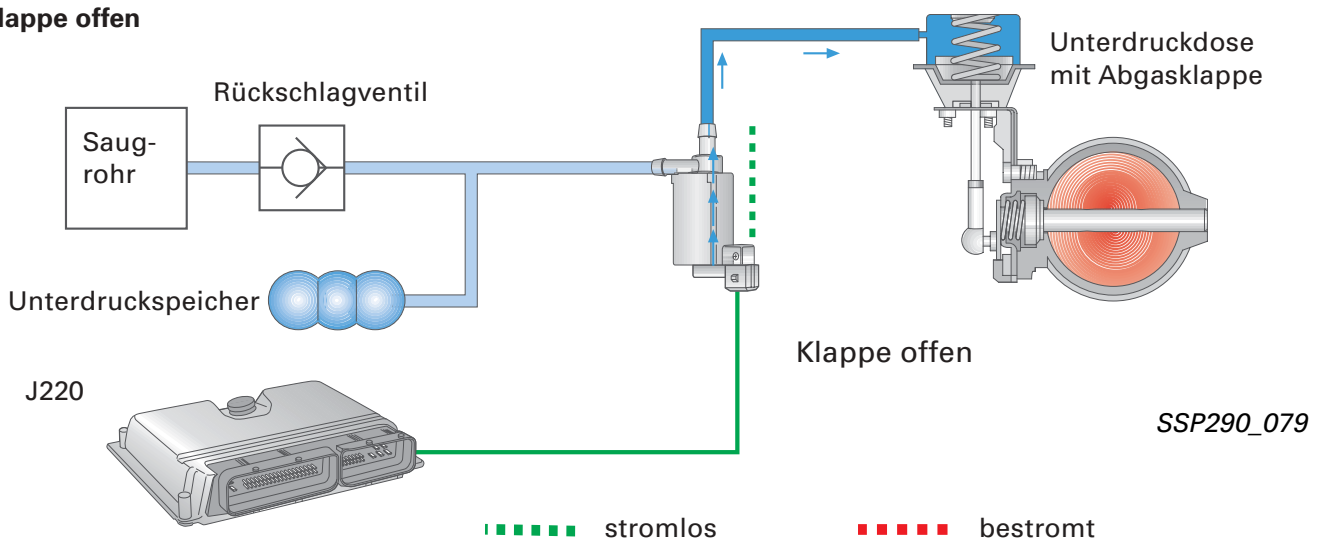 lappe offen
Unterdruckdose
mit Abgasklappe
Rückschlagventil
Saug-
rohr
Unterdruckspeicher
Klappe offen
J220
SSP290_079
stromlos
bestromt